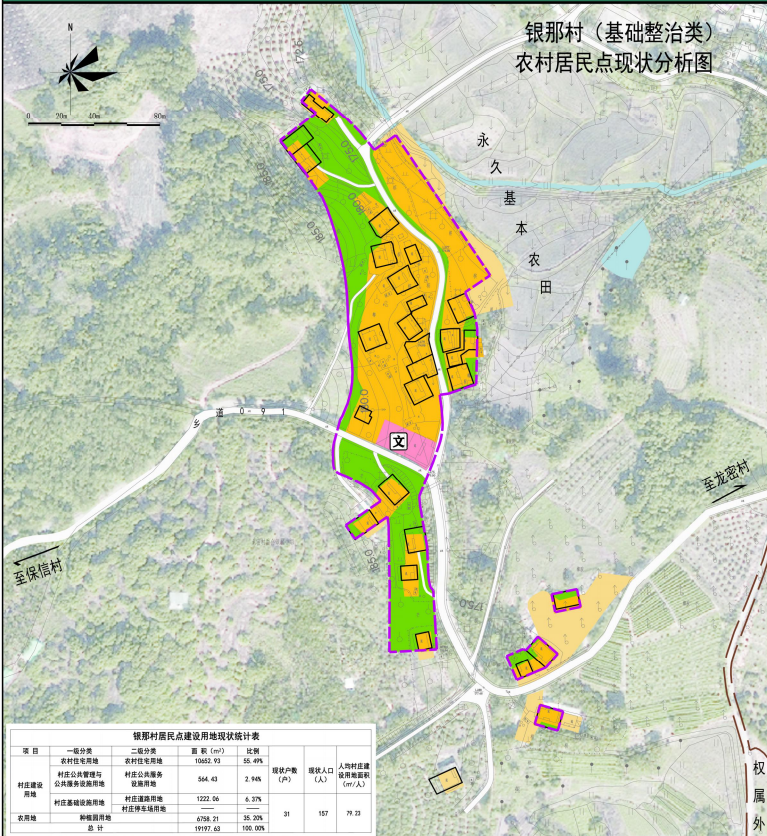 银那村（基础整治类）
农村居民点现状分析图
N
0 20m 40m 80m
永久基本农田
1750
1750
1800
1850
1850
乡道0-91
文
至保信村
至龙密村
1850
1750
权属外
银那村居民点建设用地现状统计表
项 目 一级分类 二级分类 面 积（m²） 比例 现状户数（户） 现状人口（人） 人均村庄建设用地面积（m²/人）
村庄建设用地 农村住宅用地 农村住宅用地 10652.93 55.49%
村庄公共管理与公共服务设施用地 村庄公共服务设施用地 564.43 2.94%
村庄基础设施用地 村庄道路用地 1222.06 6.37%
村庄停车场用地 —— ——
农用地 种植园用地 6758.21 35.20%
总 计 19197.63 100.00%
31 157 79.23